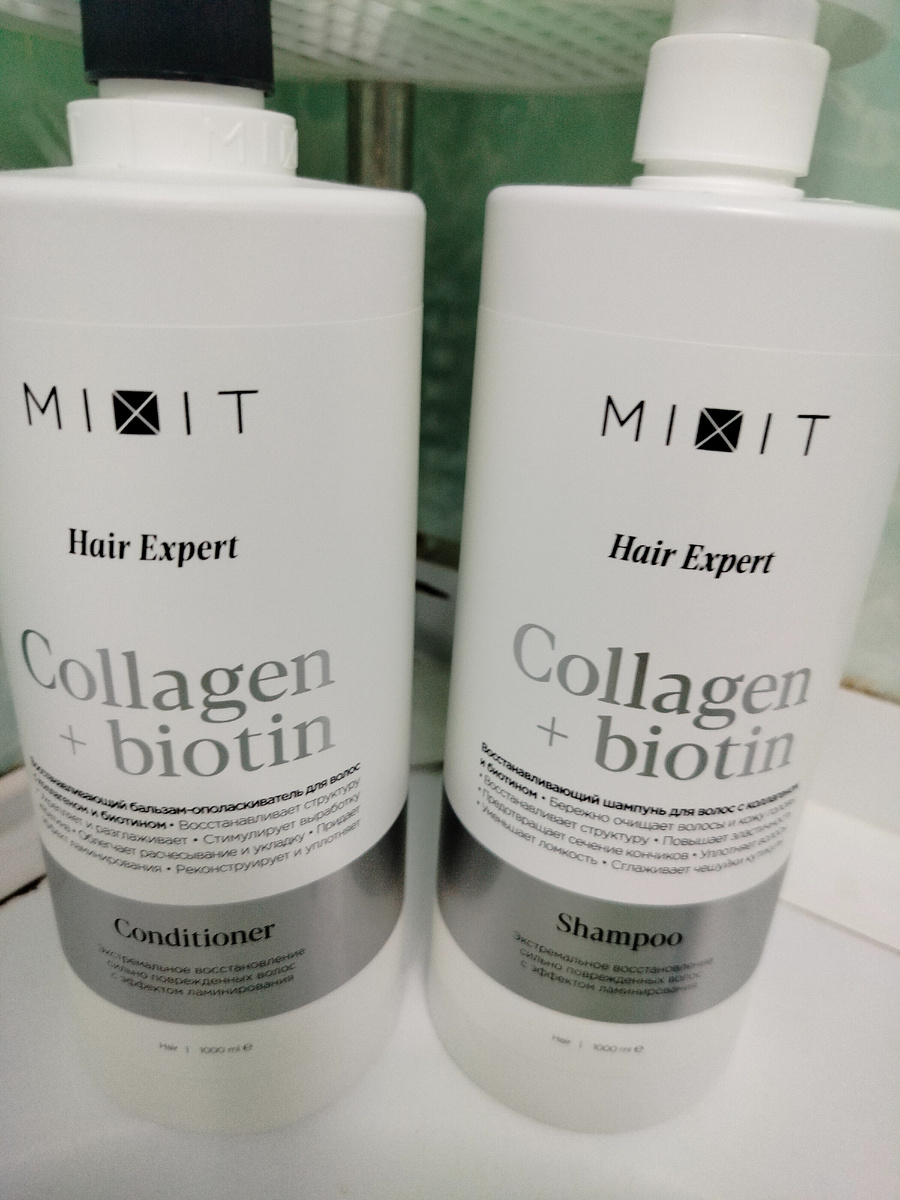 MIX
MIXIT
Hair Expert
Collagen
+ biotin
Восстанавливающий бальзам-ополаскиватель для волос
коллагеном и биотином • Восстанавливает структуру
и разглаживает • Стимулирует выработку
• Облегчает расчесывание и укладку • Придает
ламинирования • Реконструирует и уплотняет
Conditioner
экстремальное восстановление
сильно поврежденных волос
с эффектом ламинирования
Hair | 1000 ml ℮
MIXIT
Hair Expert
Collagen
+ biotin
Восстанавливающий шампунь для волос с коллагеном
и биотином • Бережно очищает волосы и кожу головы
• Восстанавливает структуру • Повышает эластичность
• Предотвращает сечение кончиков • Уплотняет волосы
• Уменьшает ломкость • Сглаживает чешуйки кутикулы
Shampoo
экстремальное восстановление
сильно поврежденных волос
с эффектом ламинирования
Hair | 1000 ml ℮